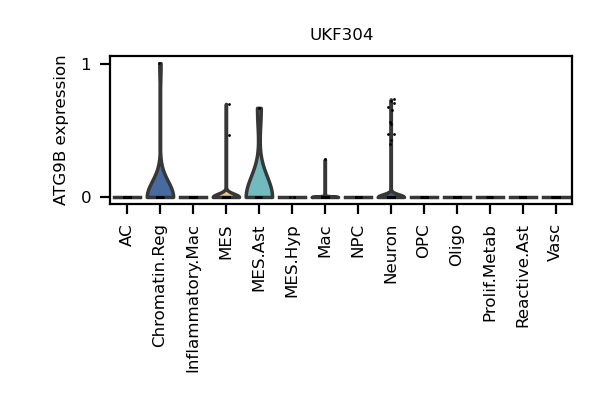 UKF304
ATG9B expression
1
0
AC
Chromatin.Reg
Inflammatory.Mac
MES
MES.Ast
MES.Hyp
Mac
NPC
Neuron
OPC
Oligo
Prolif.Metab
Reactive.Ast
Vasc